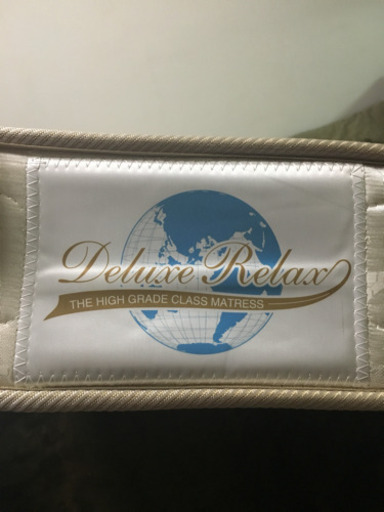 Deluxe Relax
THE HIGH GRADE CLASS MATRESS